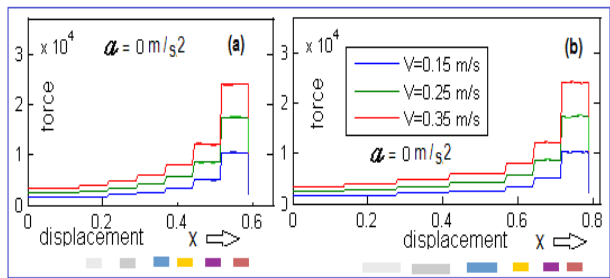 x 10^4
a = 0 m/s2
(a)
3
2
1
0
force
0
0.2
0.4
0.6
displacement x ⇒
x 10^4
(b)
V=0.15 m/s
V=0.25 m/s
V=0.35 m/s
a = 0 m/s2
3
2
1
0
force
0
0.2
0.4
0.6
0.8
displacement x ⇒